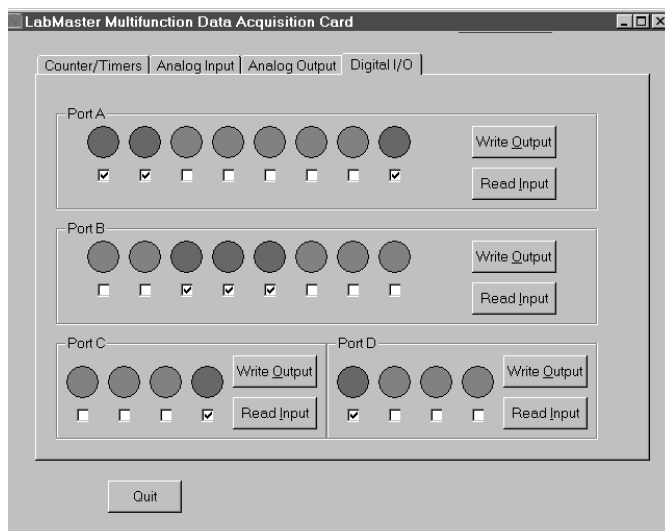 LabMaster Multifunction Data Acquisition Card
Counter/Timers Analog Input Analog Output Digital I/O
Port A
Write Output
Read Input
Port B
Write Output
Read Input
Port C
Write Output
Read Input
Port D
Write Output
Read Input
Quit